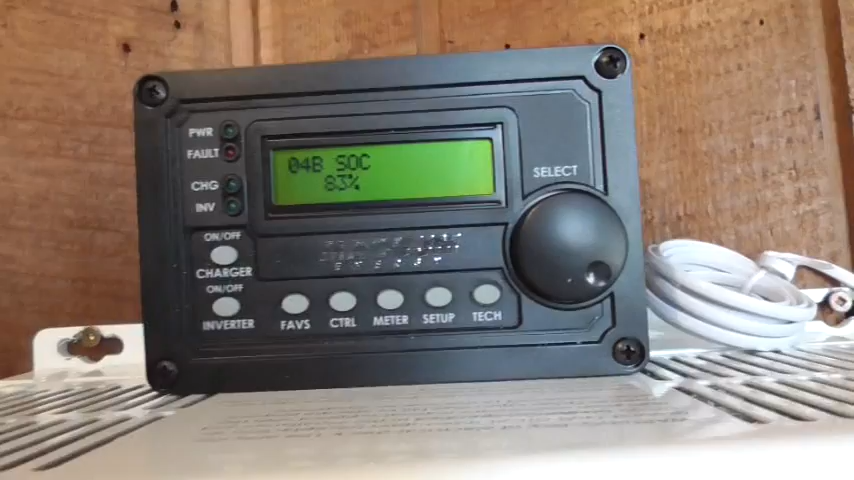 PWR
FAULT
CHG
INV
04B SOC
83%
SELECT
ON/OFF
CHARGER
ON/OFF
INVERTER
FAVS CTRL METER SETUP TECH